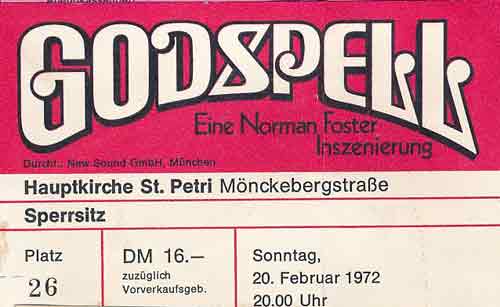 GODSPELL
Eine Norman Foster
Inszenierung
Durchf.: New Sound GmbH, München
Hauptkirche St. Petri Mönckebergstraße
Sperrsitz
Platz
26
DM 16.—
zuzüglich
Vorverkaufsgeb.
Sonntag,
20. Februar 1972
20.00 Uhr